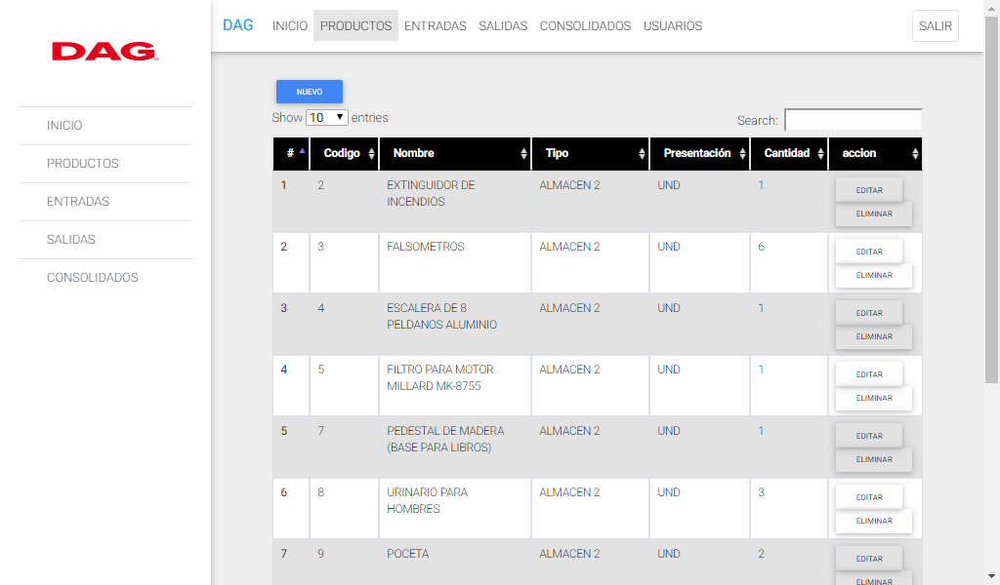 DAG
INICIO
PRODUCTOS
ENTRADAS
SALIDAS
CONSOLIDADOS
DAG INICIO PRODUCTOS ENTRADAS SALIDAS CONSOLIDADOS USUARIOS SALIR
NUEVO
Show 10 entries
Search:
# Codigo Nombre Tipo Presentación Cantidad accion
1 2 EXTINGUIDOR DE ALMACEN 2 UND 1 EDITAR
INCENDIOS ELIMINAR
2 3 FALSOMETROS ALMACEN 2 UND 6 EDITAR
ELIMINAR
3 4 ESCALERA DE 8 ALMACEN 2 UND 1 EDITAR
PELDANOS ALUMINIO ELIMINAR
4 5 FILTRO PARA MOTOR ALMACEN 2 UND 1 EDITAR
MILLARD MK-8755 ELIMINAR
5 7 PEDESTAL DE MADERA ALMACEN 2 UND 1 EDITAR
(BASE PARA LIBROS) ELIMINAR
6 8 URINARIO PARA ALMACEN 2 UND 3 EDITAR
HOMBRES ELIMINAR
7 9 POCETA ALMACEN 2 UND 2 EDITAR
ELIMINAR